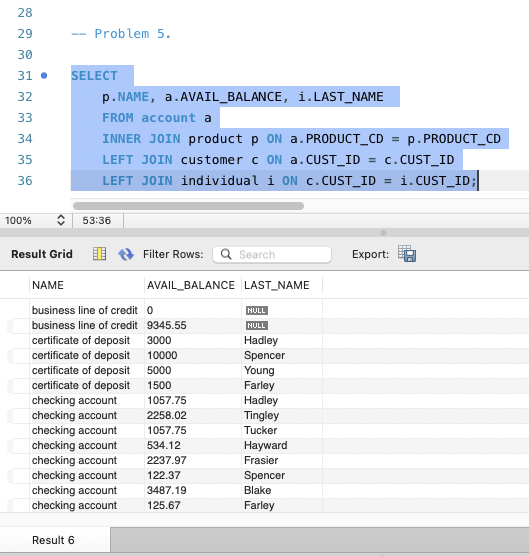 28
29 -- Problem 5.
30
31 SELECT
32 p.NAME, a.AVAIL_BALANCE, i.LAST_NAME
33 FROM account a
34 INNER JOIN product p ON a.PRODUCT_CD = p.PRODUCT_CD
35 LEFT JOIN customer c ON a.CUST_ID = c.CUST_ID
36 LEFT JOIN individual i ON c.CUST_ID = i.CUST_ID;
100% 53:36
Result Grid Filter Rows: Search Export:
NAME AVAIL_BALANCE LAST_NAME
business line of credit 0 NULL
business line of credit 9345.55 NULL
certificate of deposit 3000 Hadley
certificate of deposit 10000 Spencer
certificate of deposit 5000 Young
certificate of deposit 1500 Farley
checking account 1057.75 Hadley
checking account 2258.02 Tingley
checking account 1057.75 Tucker
checking account 534.12 Hayward
checking account 2237.97 Frasier
checking account 122.37 Spencer
checking account 3487.19 Blake
checking account 125.67 Farley
Result 6